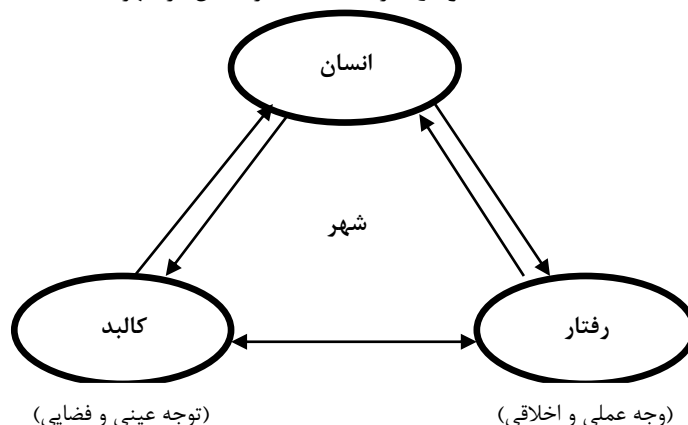 انسان
شهر
رفتار
کالبد
(وجه عملی و اخلاقی)
(توجه عینی و فضایی)